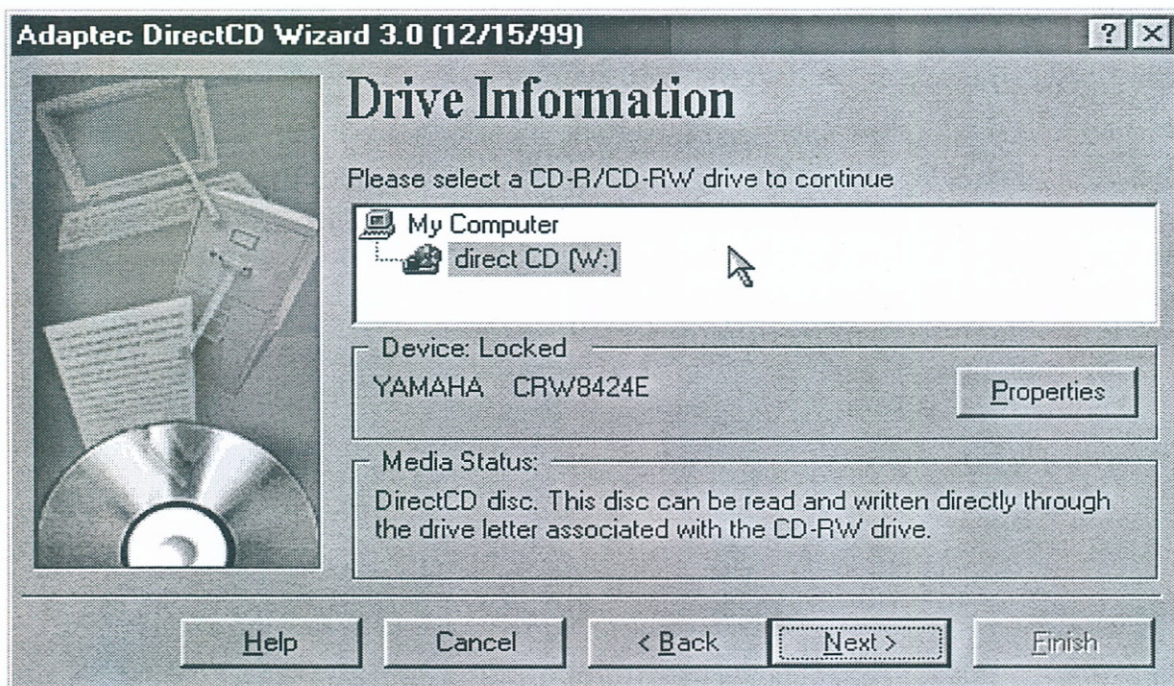 Adaptec DirectCD Wizard 3.0 (12/15/99)
Drive Information
Please select a CD-R/CD-RW drive to continue
My Computer
direct CD (W:)
Device: Locked
YAMAHA CRW8424E
Properties
Media Status:
DirectCD disc. This disc can be read and written directly through
the drive letter associated with the CD-RW drive.
Help
Cancel
< Back
Next >
Finish